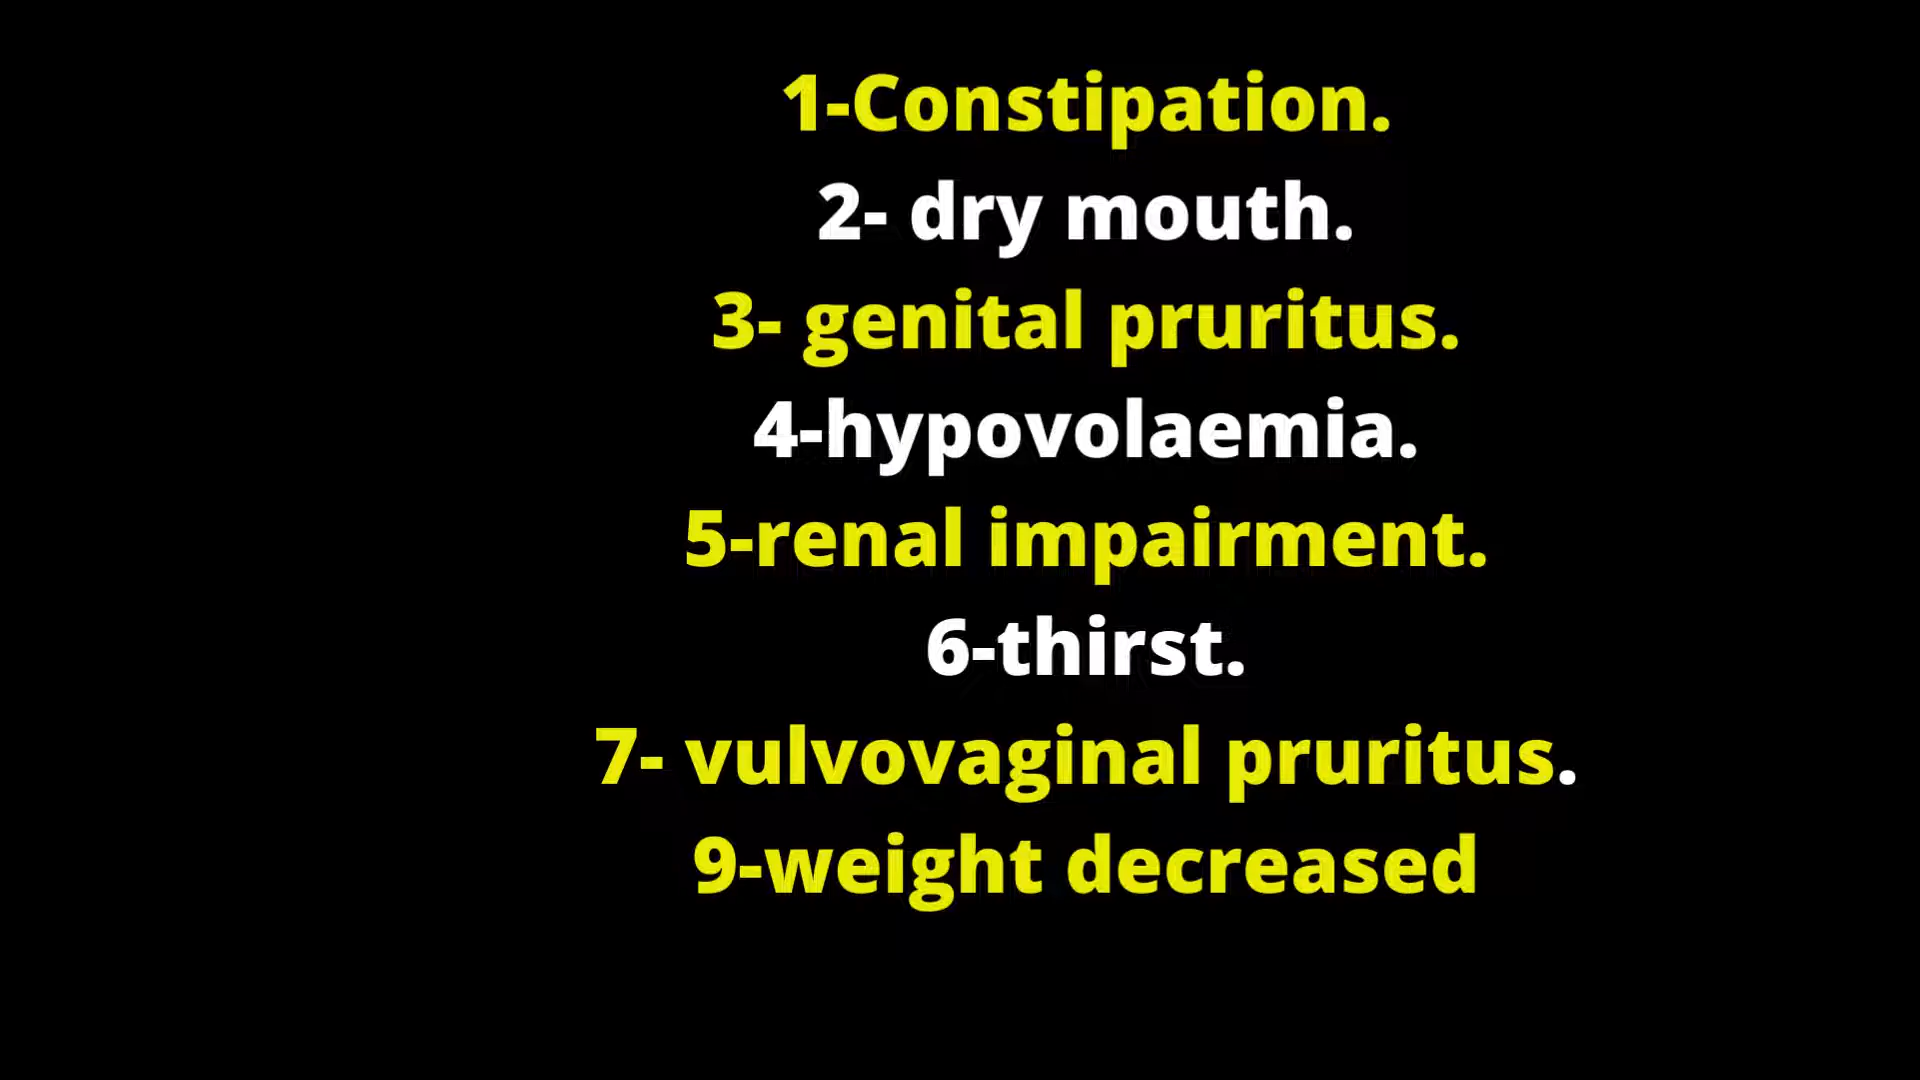 1-Constipation.
2- dry mouth.
3- genital pruritus.
4-hypovolaemia.
5-renal impairment.
6-thirst.
7- vulvovaginal pruritus.
9-weight decreased